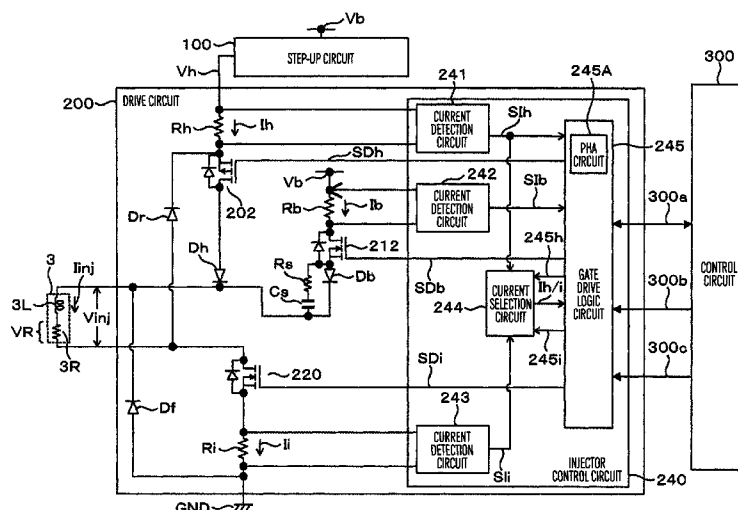 Vb
100
STEP-UP CIRCUIT
300
Vh
241
245A
200
DRIVE CIRCUIT
CURRENT
DETECTION
CIRCUIT
SIh
245
Rh
Ih
PHA
CIRCUIT
SDh
Vb
242
202
Rb
Ib
CURRENT
DETECTION
CIRCUIT
SIb
300a
Dr
212
245h
Dh
Rs
Ih/i
300b
CONTROL
CIRCUIT
3
Iinj
Cs
Db
SDb
CURRENT
SELECTION
CIRCUIT
GATE
DRIVE
LOGIC
CIRCUIT
3L
Vinj
244
VR
245i
300c
3R
220
SDi
Df
243
CURRENT
DETECTION
CIRCUIT
Ri
Ii
SIi
INJECTOR
CONTROL CIRCUIT
240
GND